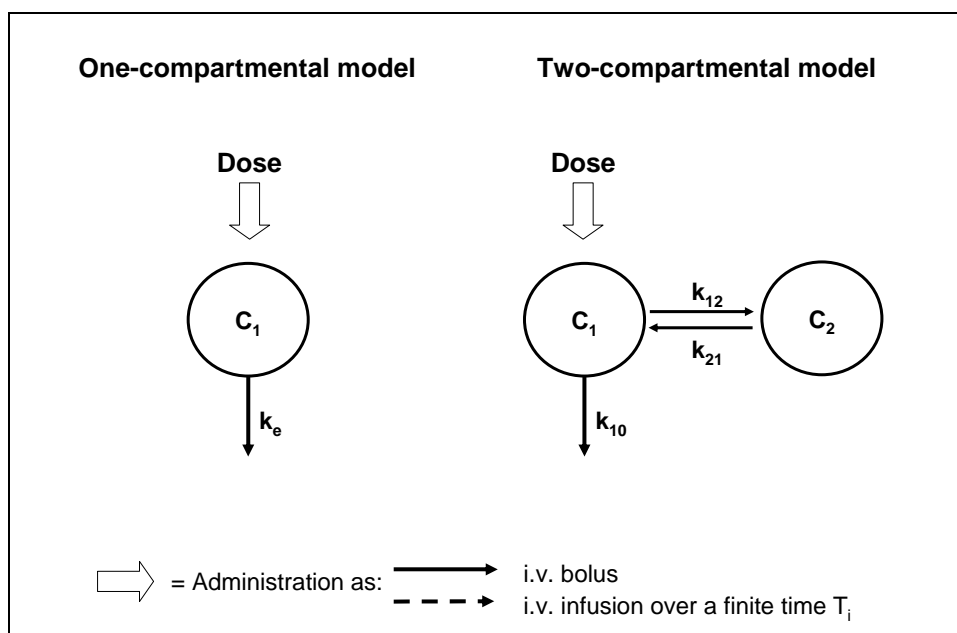 One-compartmental model
Two-compartmental model
Dose
Dose
C1
ke
C1
k12
k21
C2
k10
= Administration as:
i.v. bolus
i.v. infusion over a finite time Ti